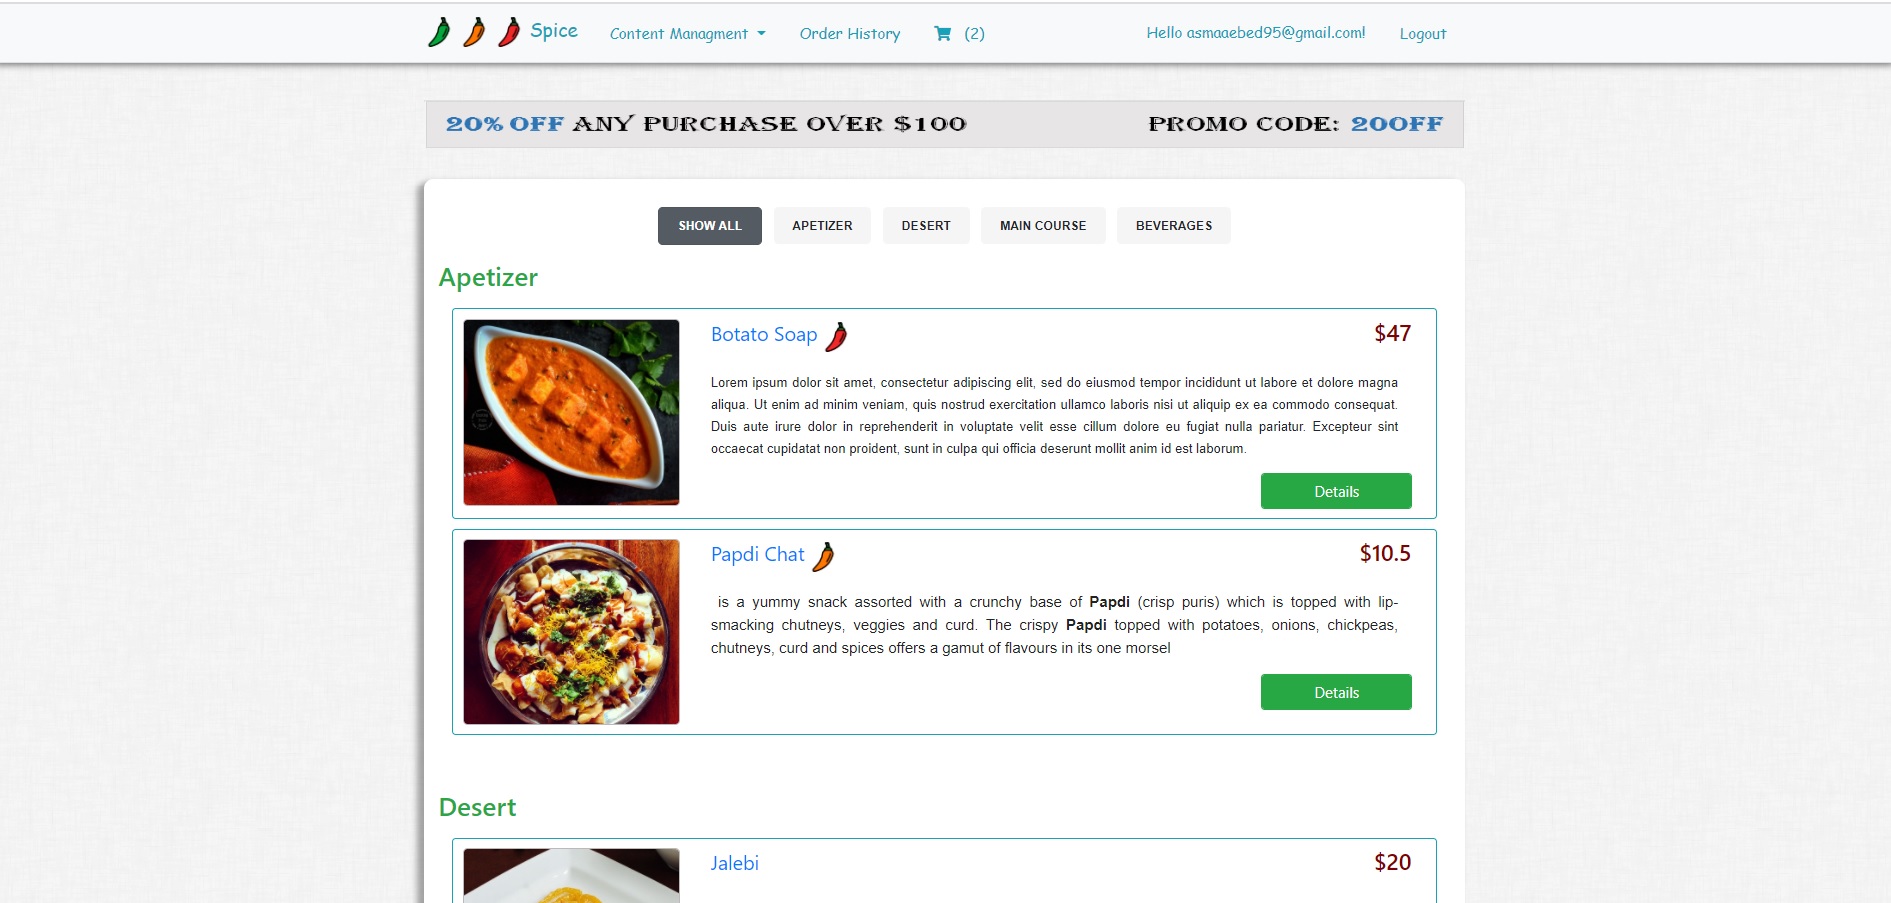 Spice Content Managment Order History (2) Hello asmaaebed95@gmail.com! Logout
20% OFF ANY PURCHASE OVER $100 PROMO CODE: 20OFF
SHOW ALL APETIZER DESERT MAIN COURSE BEVERAGES
Apetizer
Botato Soap $47
Lorem ipsum dolor sit amet, consectetur adipiscing elit, sed do eiusmod tempor incididunt ut labore et dolore magna
aliqua. Ut enim ad minim veniam, quis nostrud exercitation ullamco laboris nisi ut aliquip ex ea commodo consequat.
Duis aute irure dolor in reprehenderit in voluptate velit esse cillum dolore eu fugiat nulla pariatur. Excepteur sint
occaecat cupidatat non proident, sunt in culpa qui officia deserunt mollit anim id est laborum.
Details
Papdi Chat $10.5
is a yummy snack assorted with a crunchy base of Papdi (crisp puris) which is topped with lip-
smacking chutneys, veggies and curd. The crispy Papdi topped with potatoes, onions, chickpeas,
chutneys, curd and spices offers a gamut of flavours in its one morsel
Details
Desert
Jalebi $20